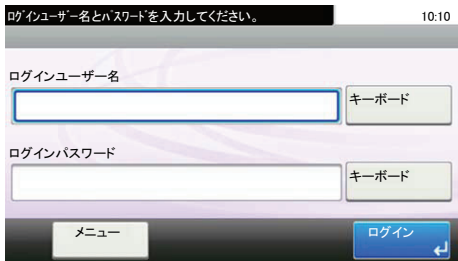 ﾛｸﾞｲﾝﾕｰｻﾞｰ名とﾊﾟｽﾜｰﾄﾞを入力してください。 10:10
ログインユーザー名
キーボード
ログインパスワード
キーボード
メニュー ログイン